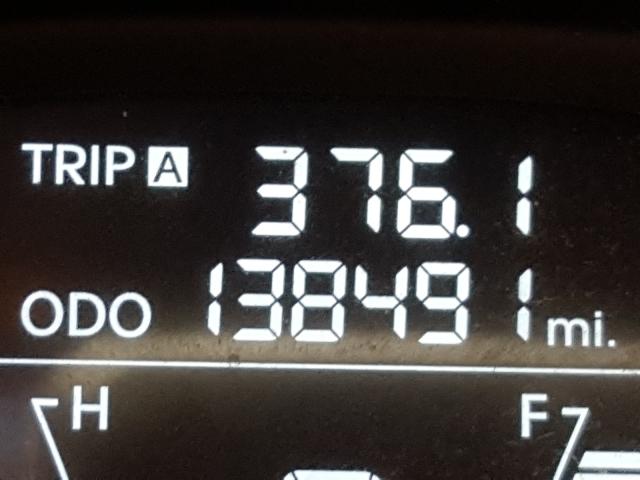 TRIP A 376.1
ODO 138491 mi.
H F